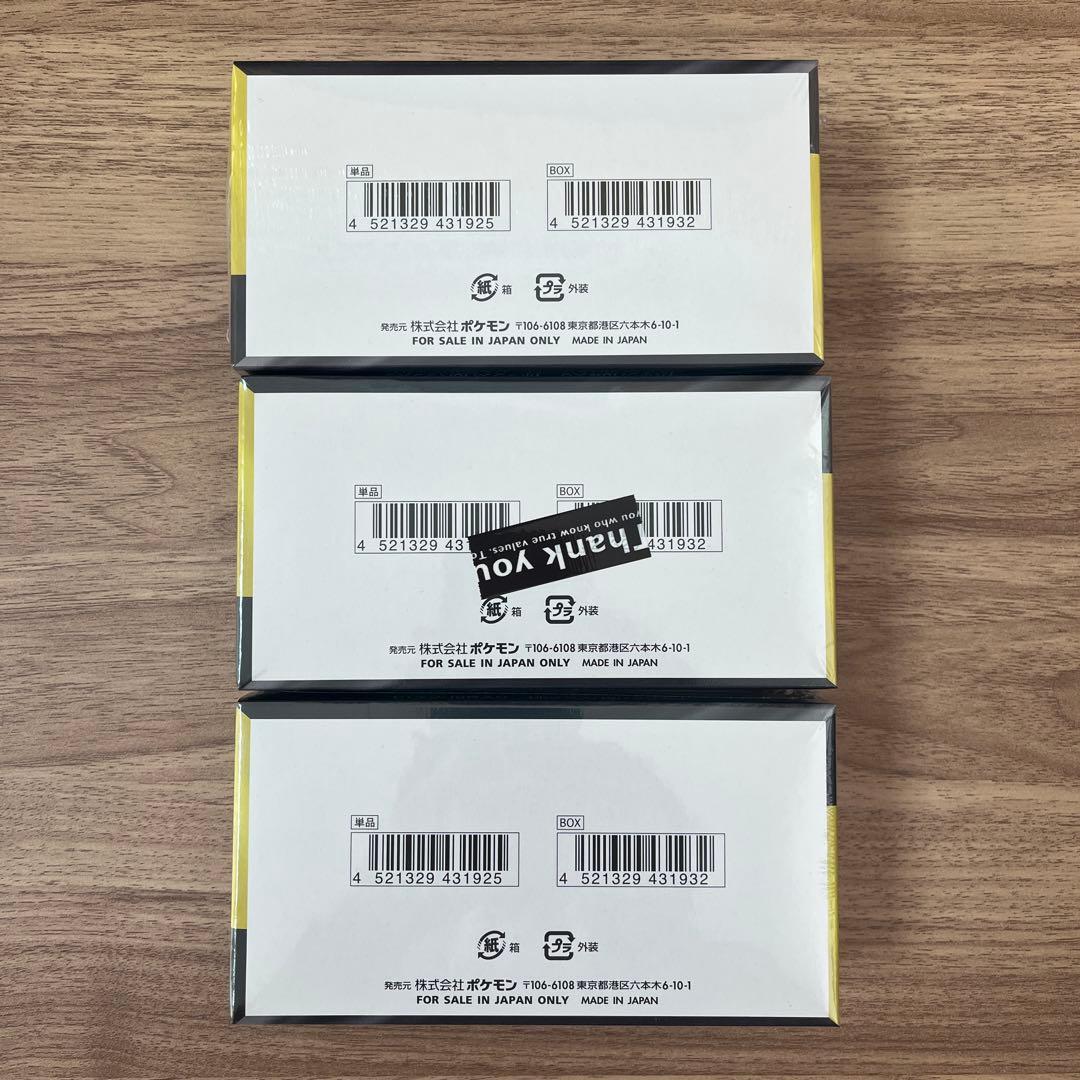 単品
BOX
4 521329 431925
4 521329 431932
紙 箱
プラ 外装
発売元 株式会社ポケモン 〒106-6108 東京都港区六本木6-10-1
FOR SALE IN JAPAN ONLY MADE IN JAPAN
単品
BOX
4 521329 431932
you who know true values. To
Thank you
紙 箱
プラ 外装
発売元 株式会社ポケモン 〒106-6108 東京都港区六本木6-10-1
FOR SALE IN JAPAN ONLY MADE IN JAPAN
単品
BOX
4 521329 431925
4 521329 431932
紙 箱
プラ 外装
発売元 株式会社ポケモン 〒106-6108 東京都港区六本木6-10-1
FOR SALE IN JAPAN ONLY MADE IN JAPAN